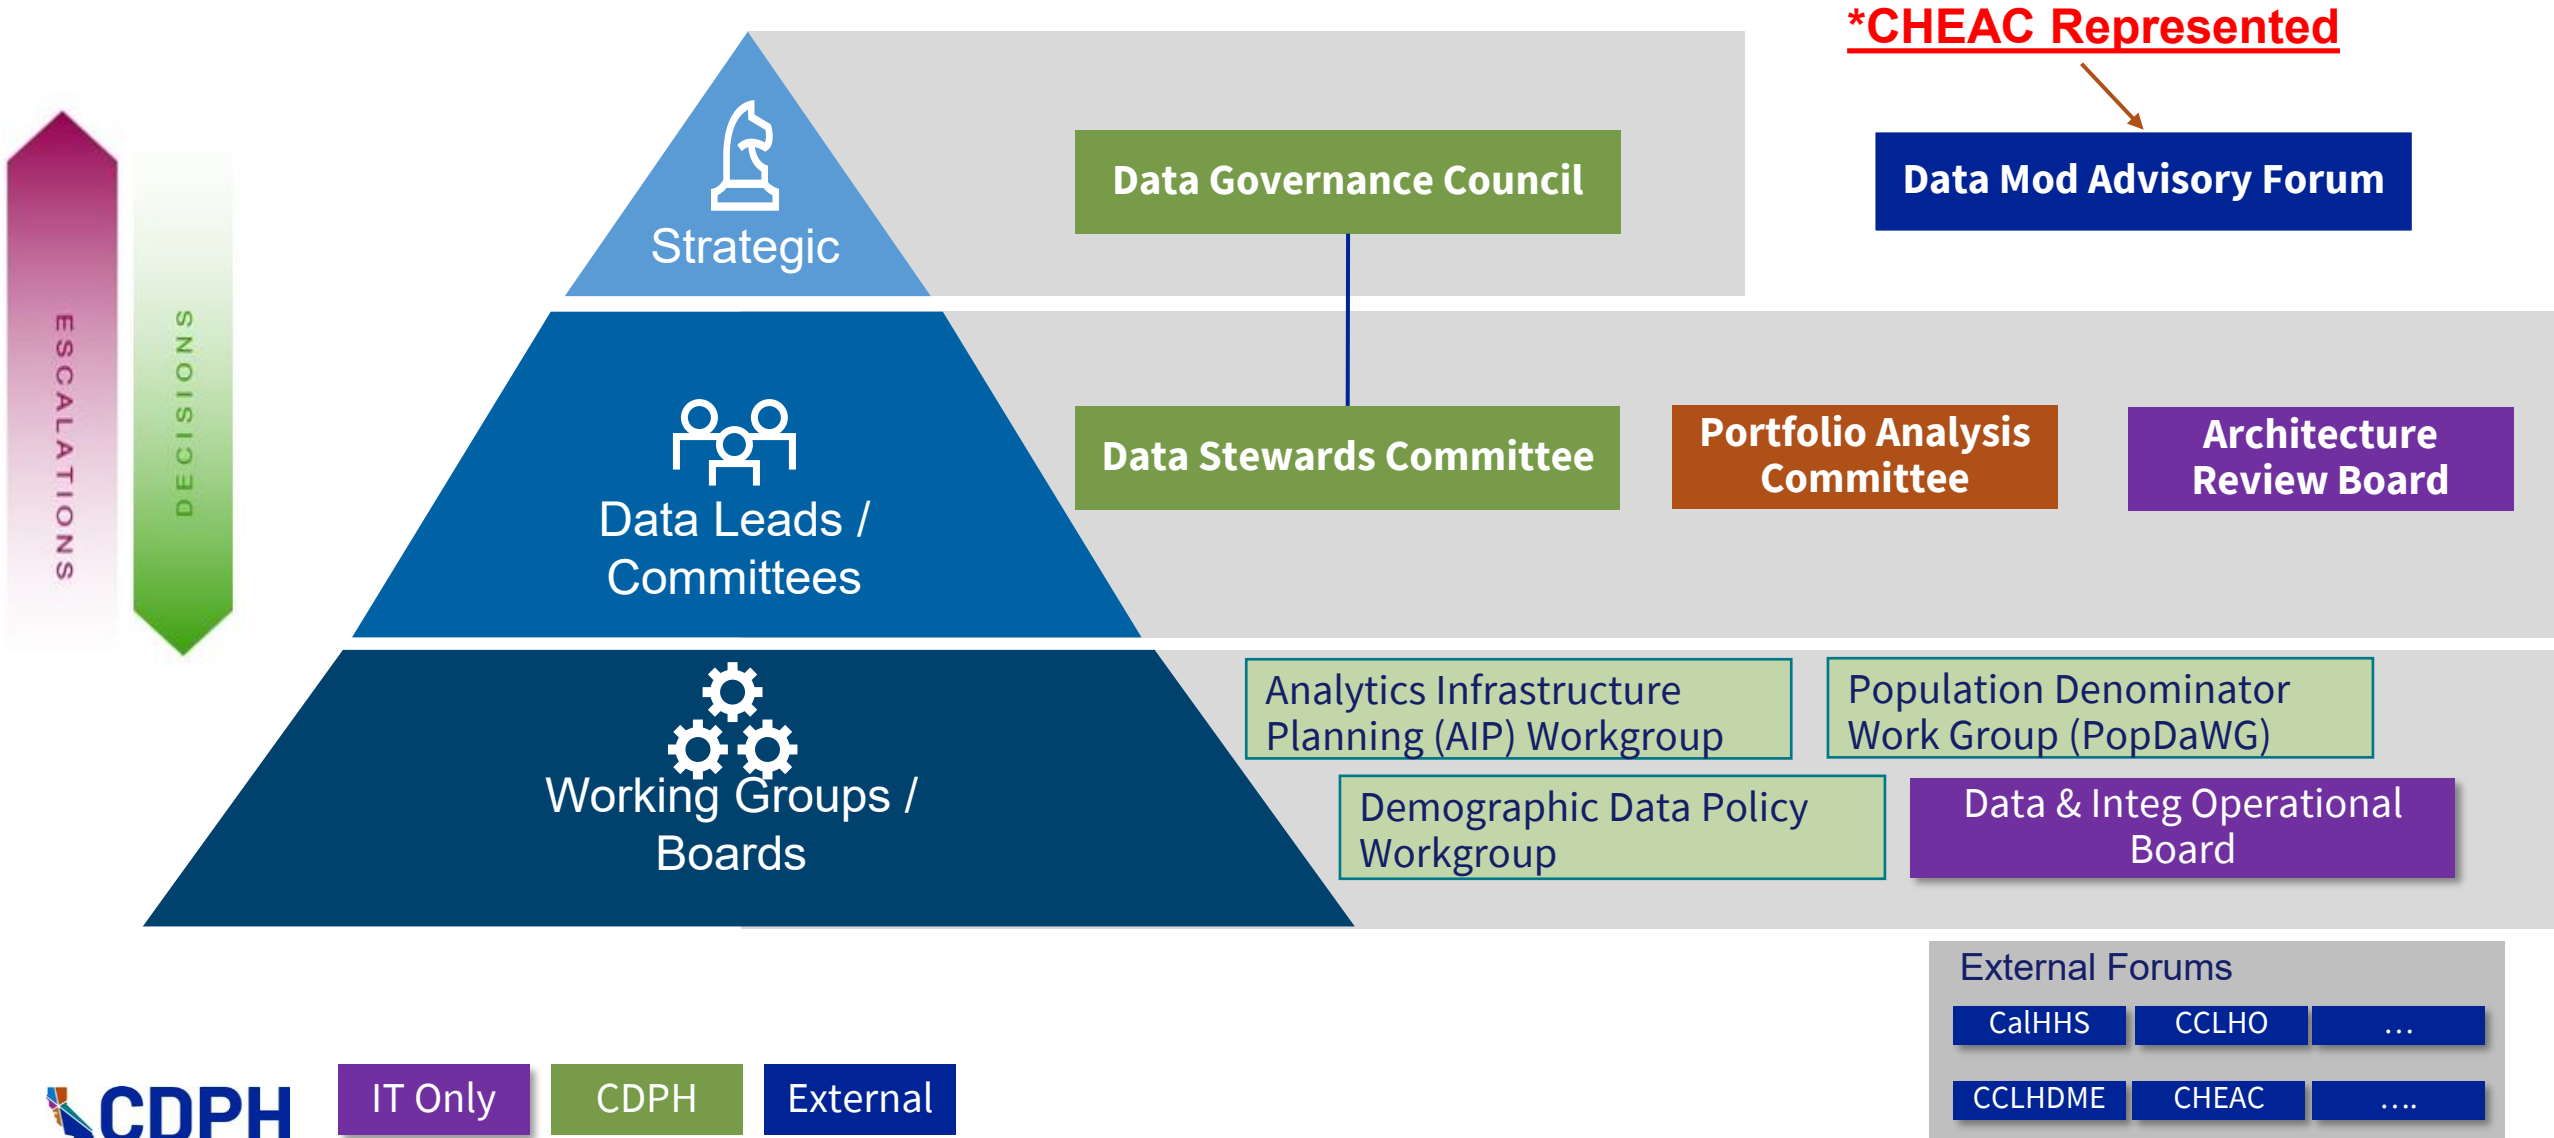 *CHEAC Represented
ESCALATIONS
DECISIONS
Strategic
Data Governance Council
Data Mod Advisory Forum
Data Leads /
Committees
Data Stewards Committee
Portfolio Analysis
Committee
Architecture
Review Board
Working Groups /
Boards
Analytics Infrastructure
Planning (AIP) Workgroup
Population Denominator
Work Group (PopDaWG)
Demographic Data Policy
Workgroup
Data & Integ Operational
Board
External Forums
CalHHS
CCLHO
...
CCLHDME
CHEAC
....
CDPH
IT Only
CDPH
External